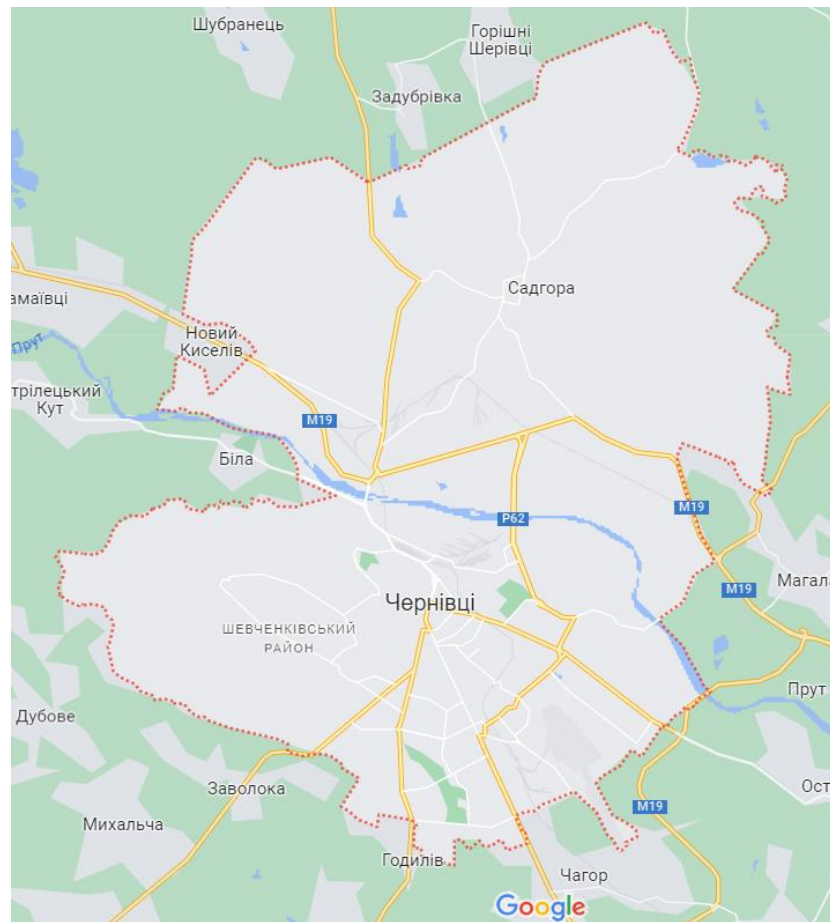 Шубранець
Горішні
Шерівці
Задубрівка
Садгора
амаївці
Новий
Киселів
Прут
трілецький
Кут
M19
Біла
M19
P62
Чернівці
M19
Магала
ШЕВЧЕНКІВСЬКИЙ
РАЙОН
Прут
Дубове
Заволока
Ост
M19
Михальча
Годилів
Чагор
Google